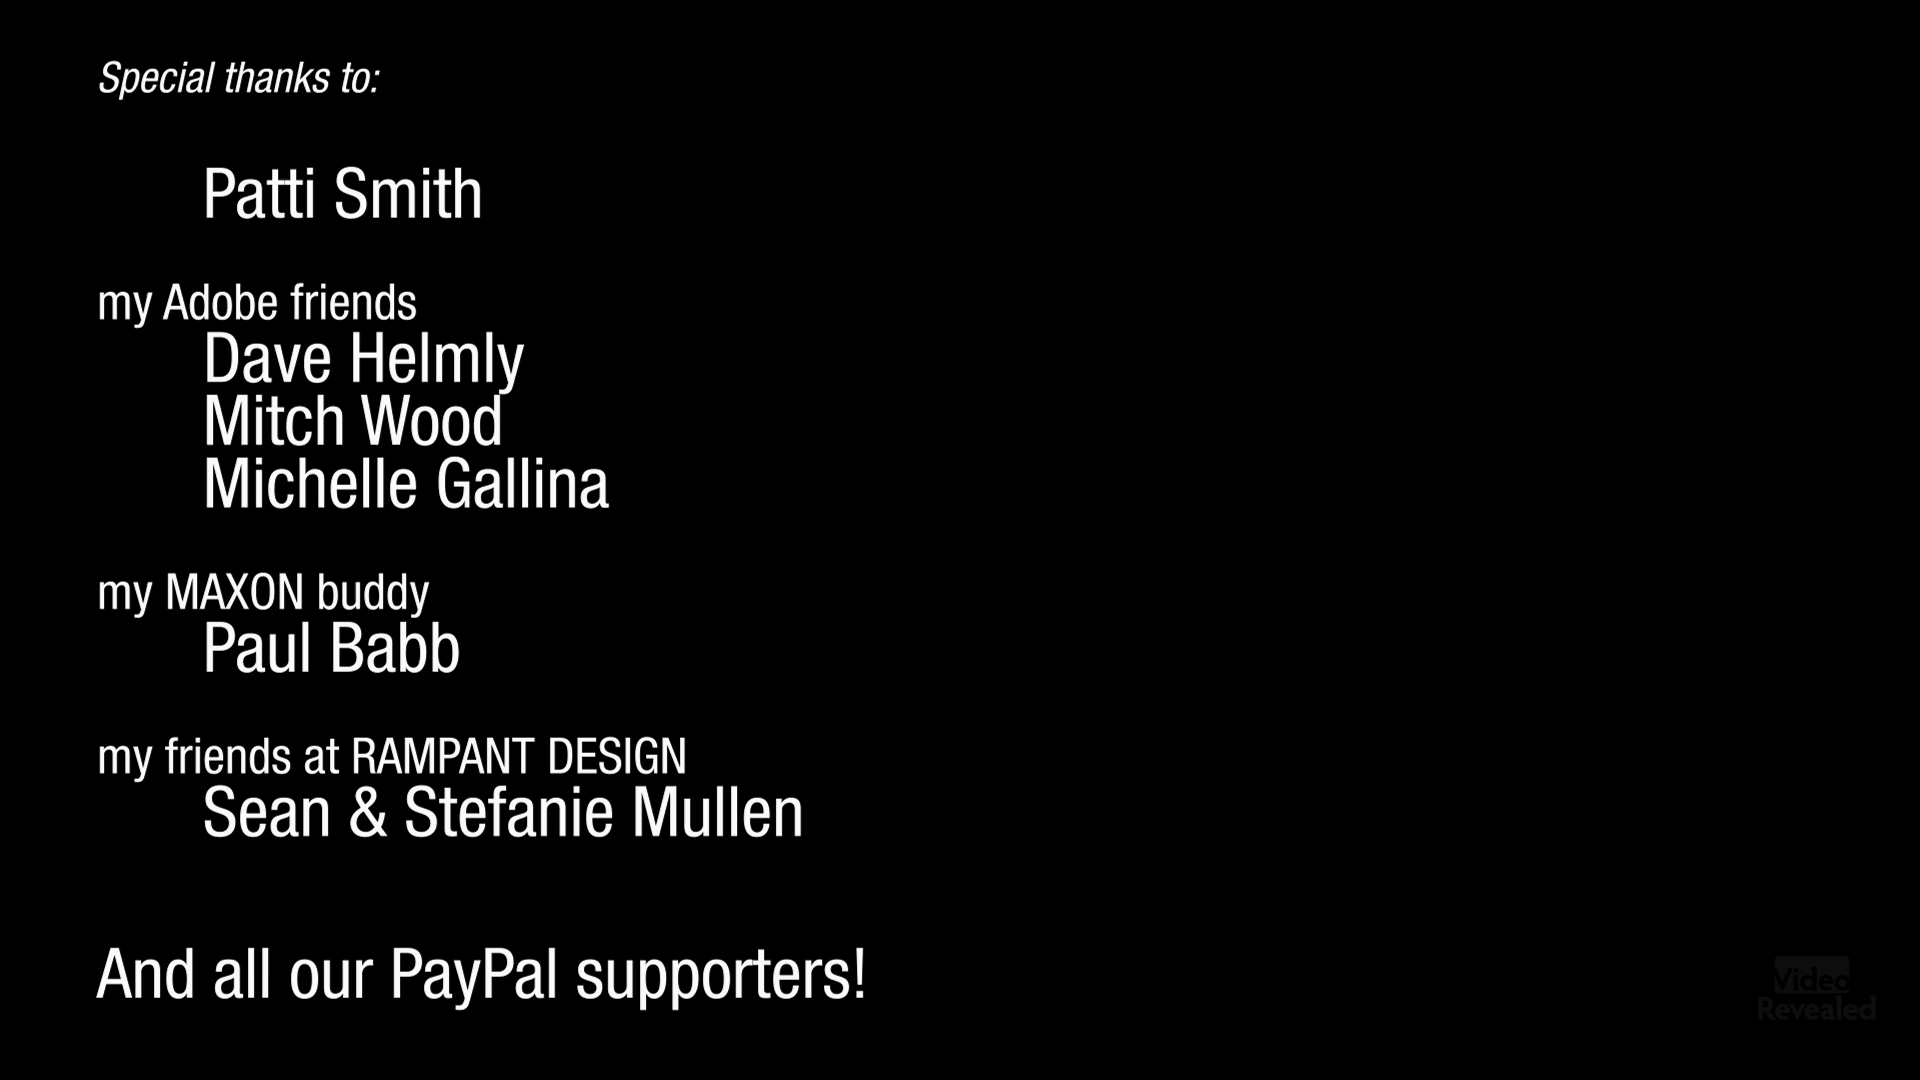 Special thanks to:
Patti Smith
my Adobe friends
Dave Helmly
Mitch Wood
Michelle Gallina
my MAXON buddy
Paul Babb
my friends at RAMPANT DESIGN
Sean & Stefanie Mullen
And all our PayPal supporters!
Video
Revealed